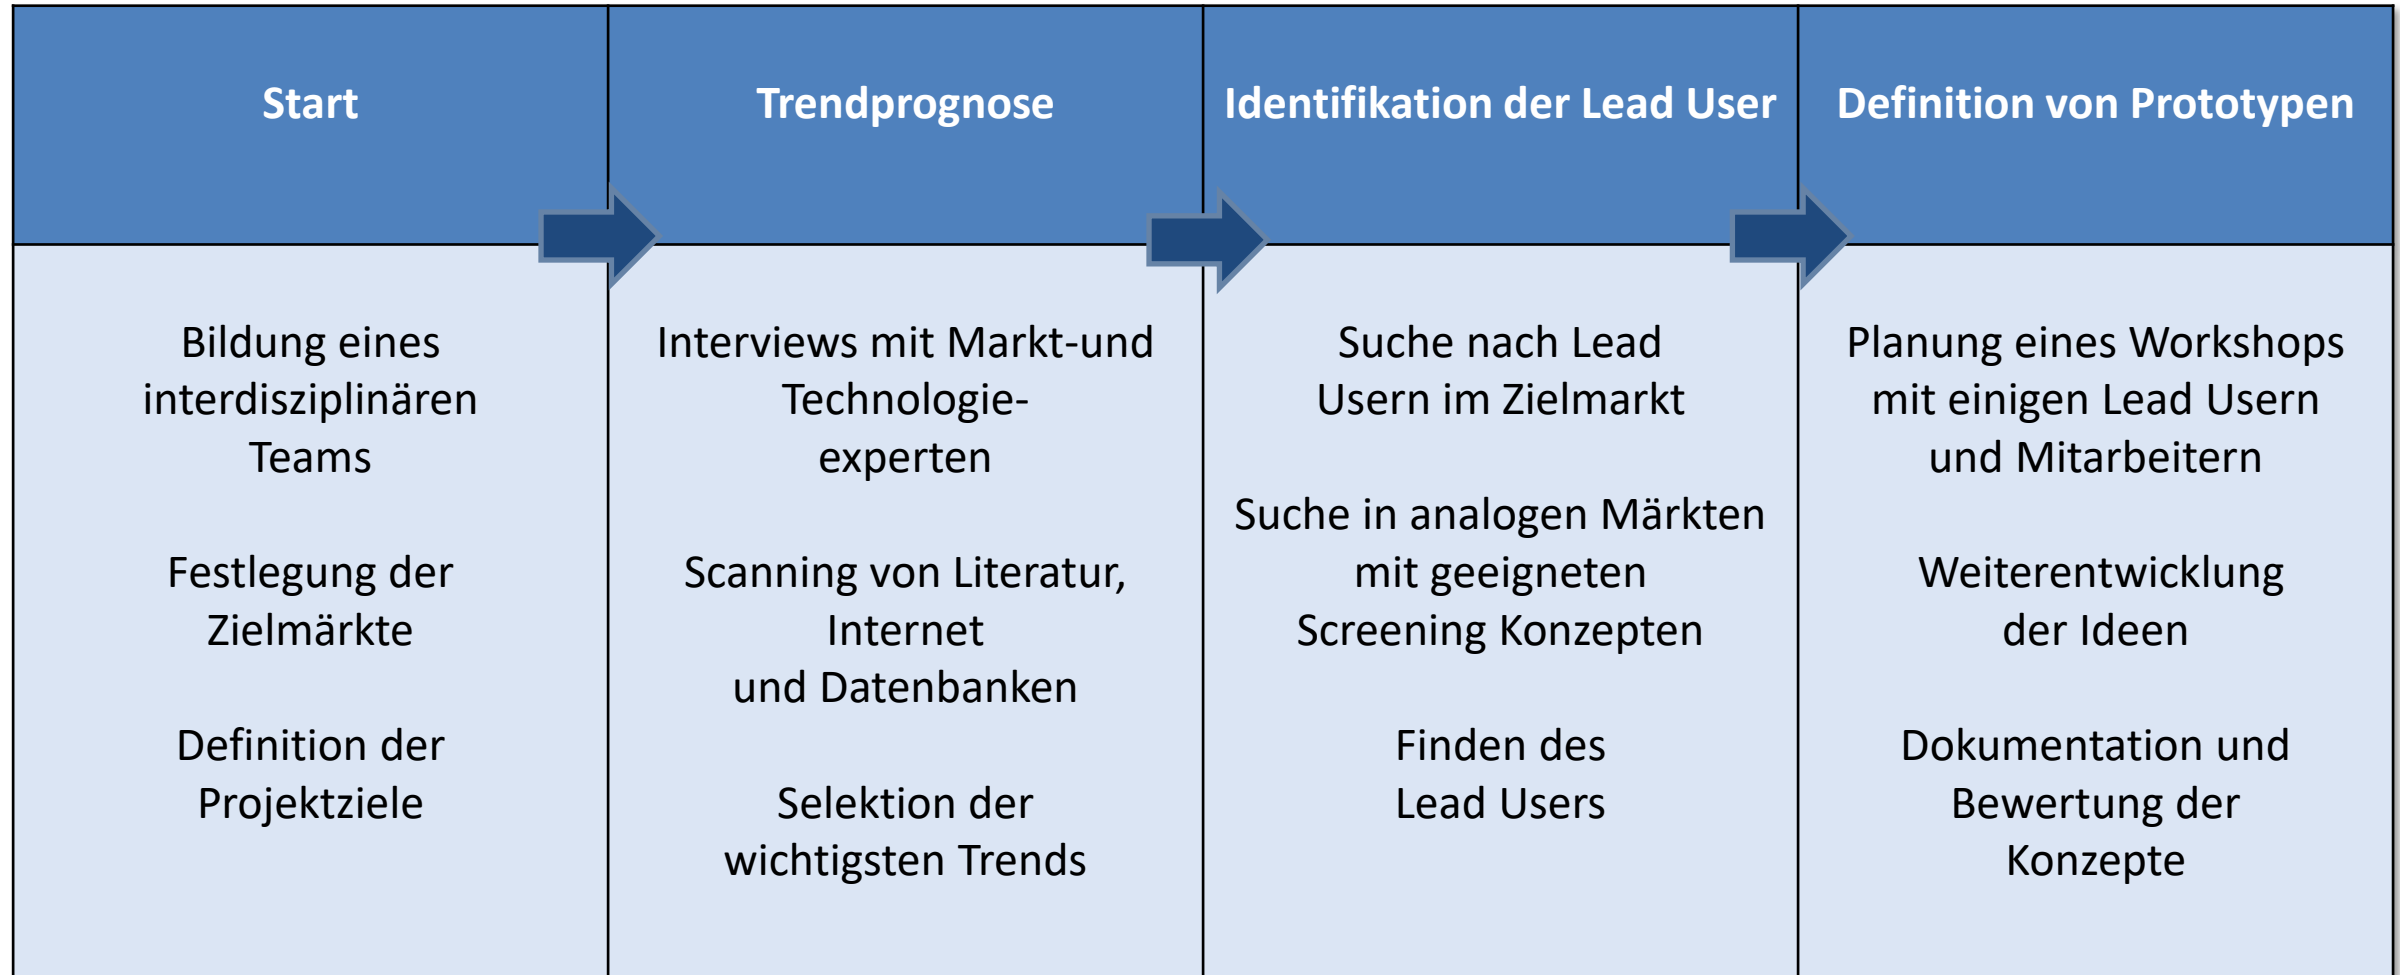 Start
Trendprognose
Identifikation der Lead User
Definition von Prototypen
Bildung eines
interdisziplinären
Teams
Festlegung der
Zielmärkte
Definition der
Projektziele
Interviews mit Markt-und
Technologie-
experten
Scanning von Literatur,
Internet
und Datenbanken
Selektion der
wichtigsten Trends
Suche nach Lead
Usern im Zielmarkt
Suche in analogen Märkten
mit geeigneten
Screening Konzepten
Finden des
Lead Users
Planung eines Workshops
mit einigen Lead Usern
und Mitarbeitern
Weiterentwicklung
der Ideen
Dokumentation und
Bewertung der
Konzepte